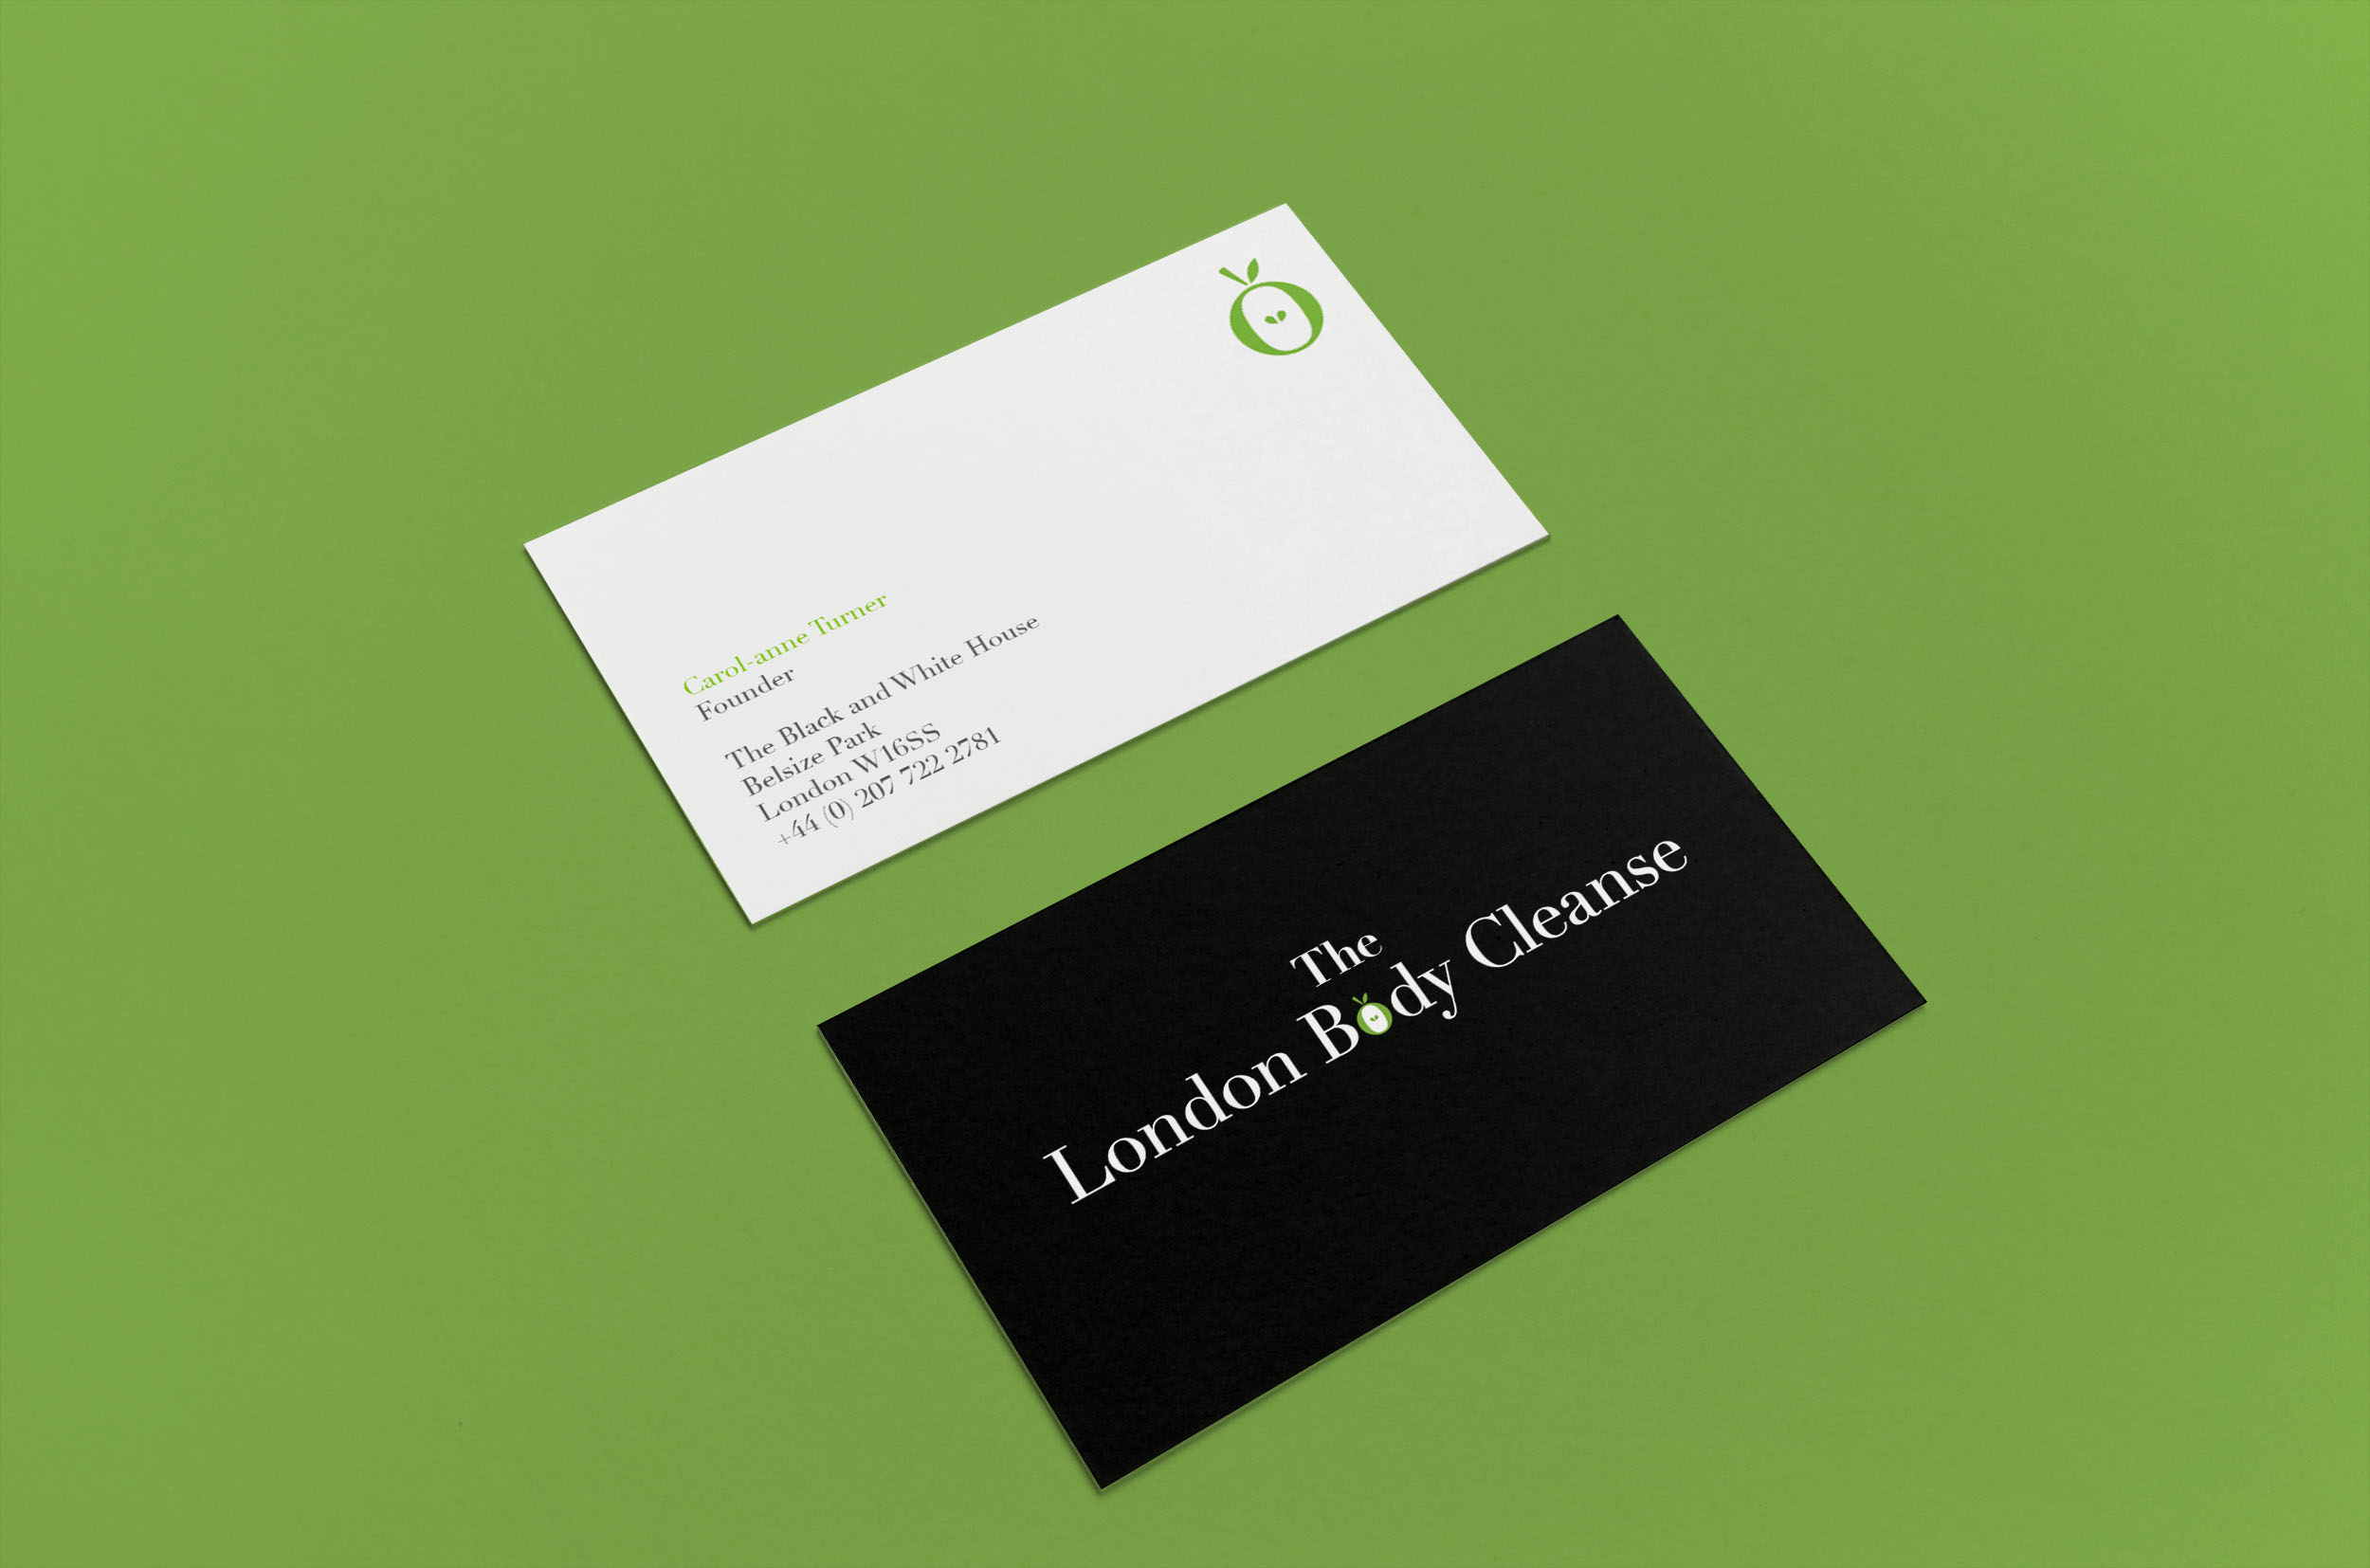 Carol-anne Turner
Founder
The Black and White House
Belsize Park
London W16SS
+44 (0) 207 722 2781
The
London Body Cleanse